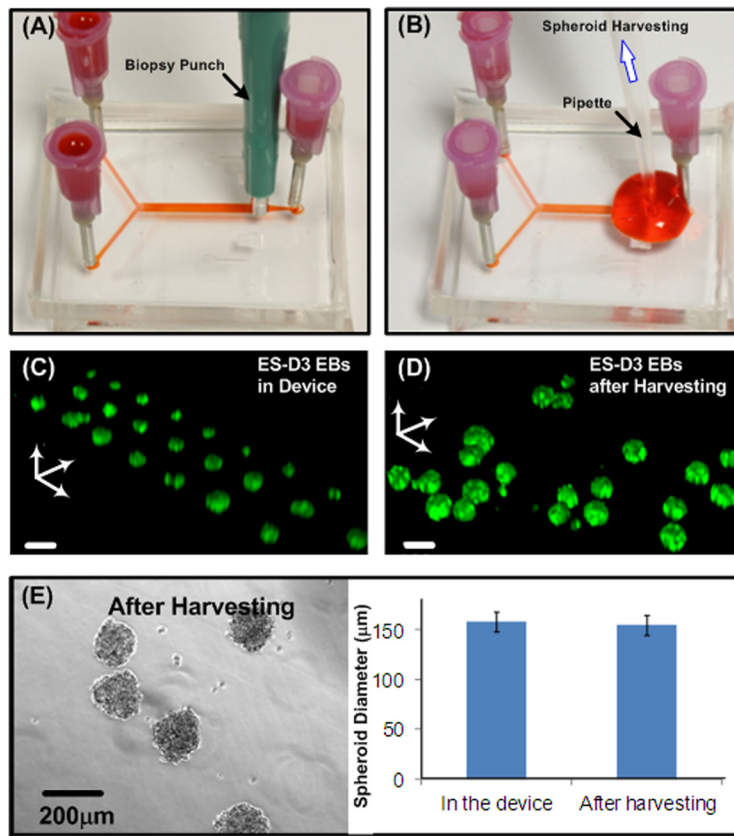 (A)
Biopsy Punch
(B)
Spheroid Harvesting
Pipette
(C)
ES-D3 EBs
in Device
(D)
ES-D3 EBs
after Harvesting
(E)
After Harvesting
200μm
Spheroid Diameter (μm)
150
100
50
0
In the device
After harvesting